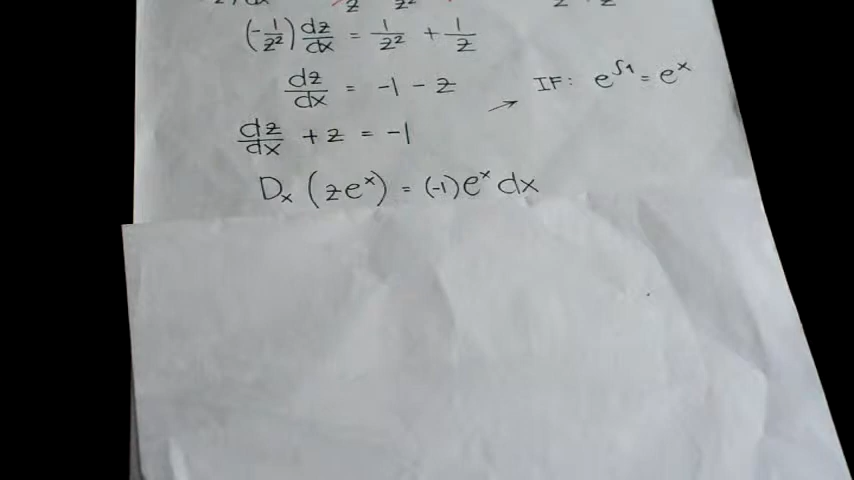 (-1/z²) dz/dx = 1/z² + 1/z
dz/dx = -1 - z → IF: e^∫1 = e^x
dz/dx + z = -1
Dx (ze^x) = (-1)e^x dx